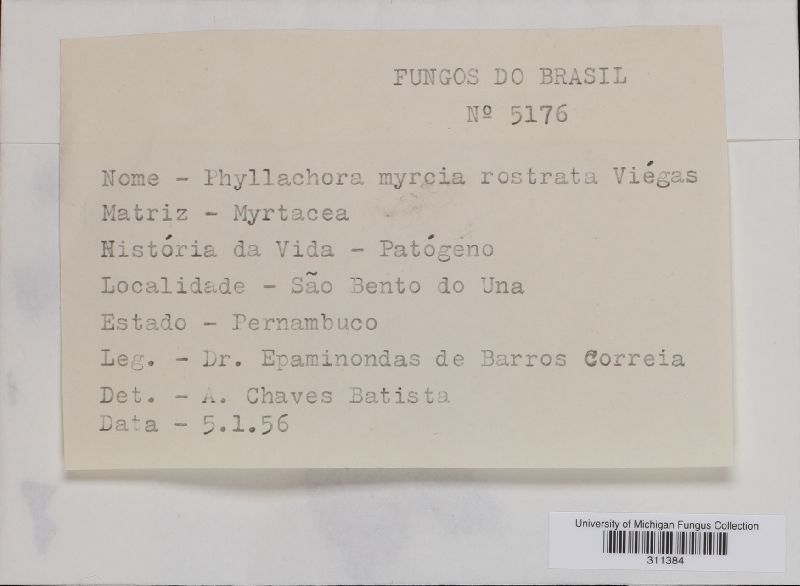 FUNGOS DO BRASIL
Nº 5176
Nome - Phyllachora myrcia rostrata Viégas
Matriz - Myrtacea
História da Vida - Patógeno
Localidade - São Bento do Una
Estado - Pernambuco
Leg. - Dr. Epaminondas de Barros Correia
Det. - A. Chaves Batista
Data - 5.1.56
University of Michigan Fungus Collection
311384